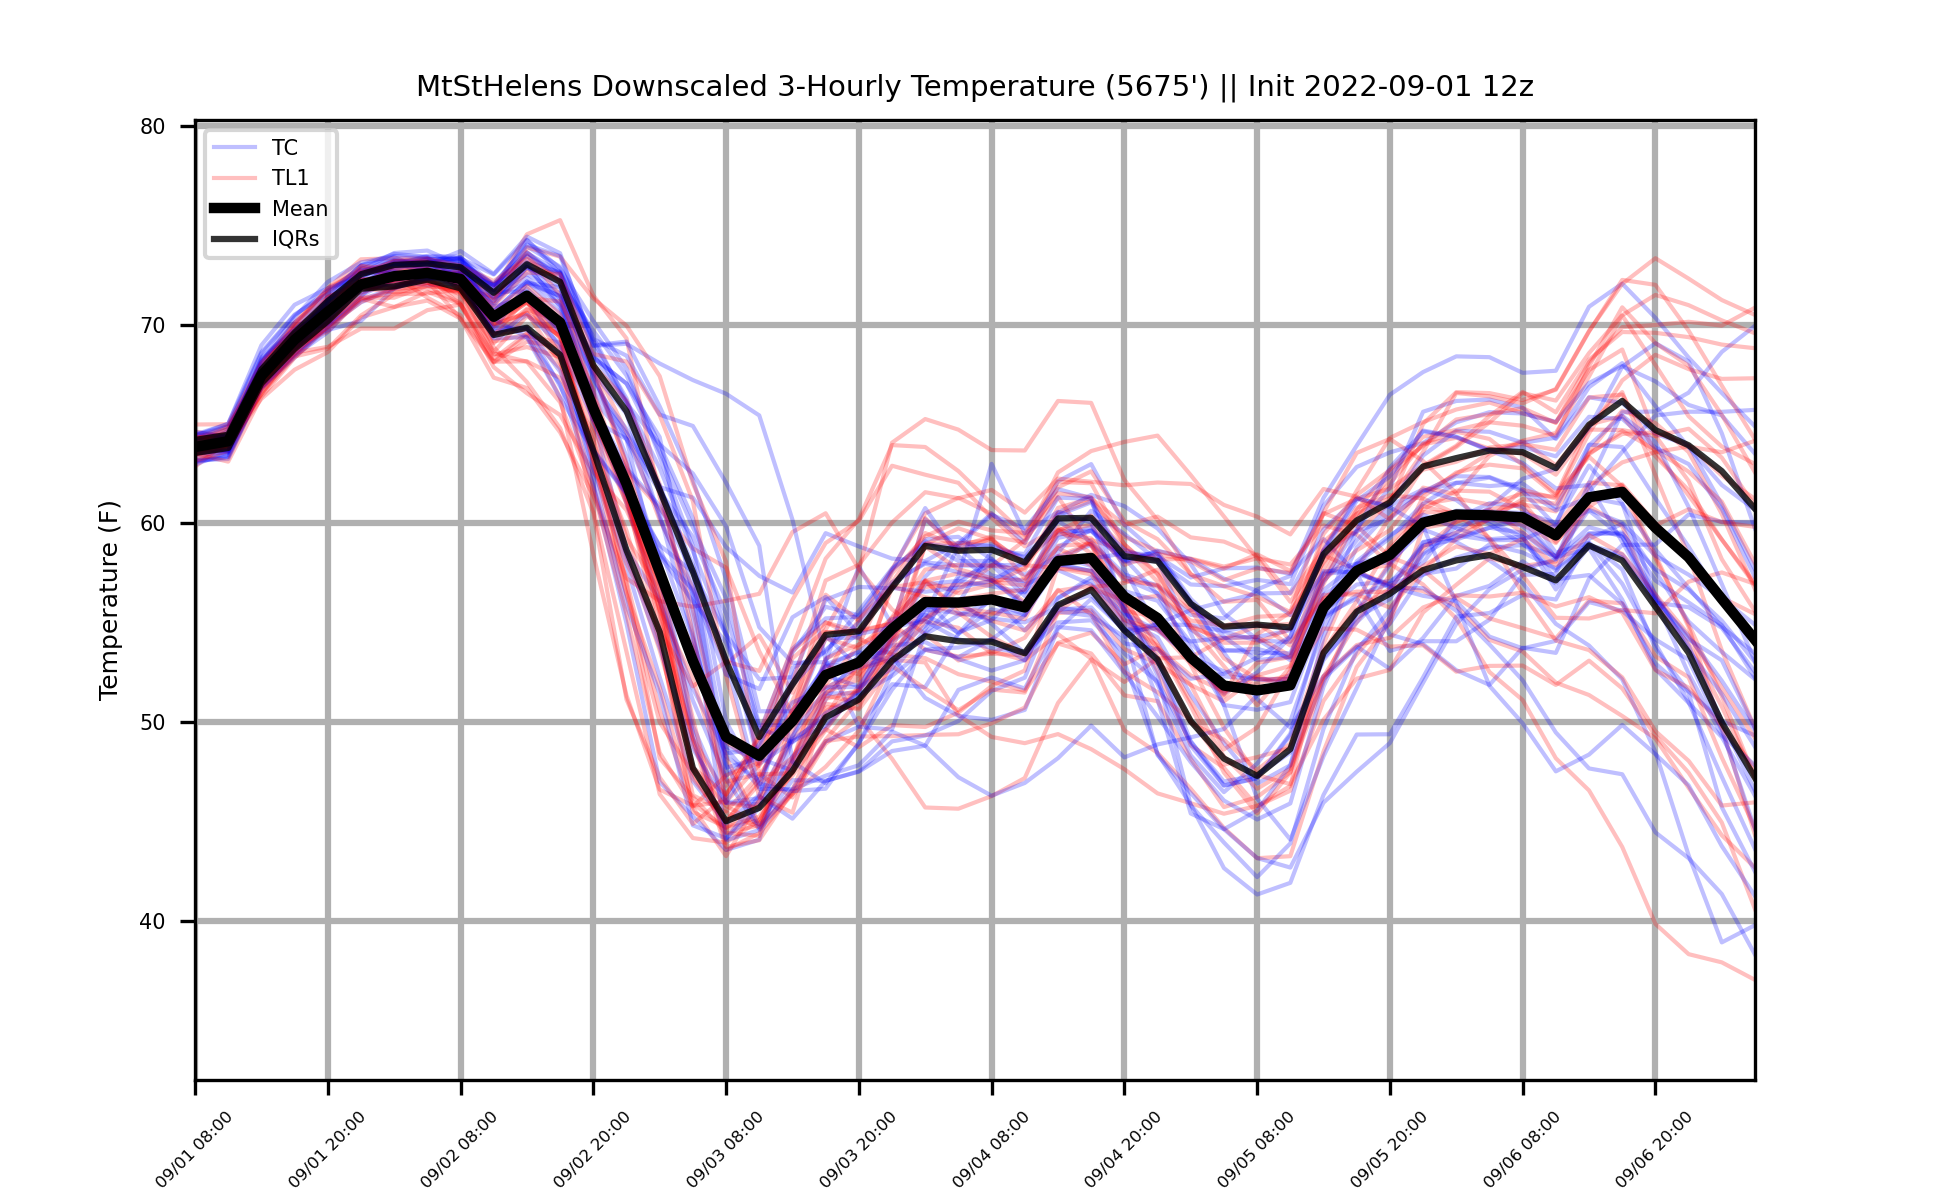 MtStHelens Downscaled 3-Hourly Temperature (5675') || Init 2022-09-01 12z
TC
TL1
Mean
IQRs
Temperature (F)
80
70
60
50
40
09/01 08:00
09/01 20:00
09/02 08:00
09/02 20:00
09/03 08:00
09/03 20:00
09/04 08:00
09/04 20:00
09/05 08:00
09/05 20:00
09/06 08:00
09/06 20:00